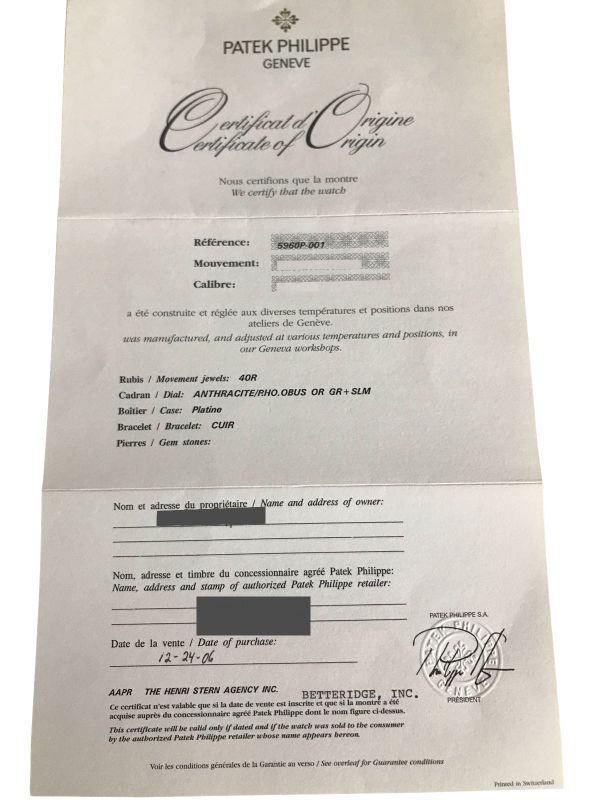 PATEK PHILIPPE
GENEVE
Certificat d'Origine
Certificate of Origin
Nous certifions que la montre
We certify that the watch
Référence: 5960P-001
Mouvement:
Calibre:
a été construite et réglée aux diverses températures et positions dans nos
ateliers de Genève.
was manufactured, and adjusted at various temperatures and positions, in
our Geneva workshops.
Rubis / Movement jewels: 40R
Cadran / Dial: ANTHRACITE/P.HO.OBUS OR GR+SLM
Boîtier / Case: Platine
Bracelet / Bracelet: CUIR
Pierres / Gem stones:
Nom et adresse du propriétaire / Name and address of owner:
Nom, adresse et timbre du concessionnaire agréé Patek Philippe:
Name, address and stamp of authorized Patek Philippe retailer:
PATEK PHILIPPE S.A.
PATEK PHILIPPE
GENEVE
Date de la vente / Date of purchase:
12-24-06
PRÉSIDENT
AAPR THE HENRI STERN AGENCY INC. BETTERIDGE, INC.
Ce certificat n'est valable que si la date de vente est inscrite et que si la montre a été
acquise auprès du concessionnaire agréé Patek Philippe dont le nom figure ci-dessus.
This certificate will be valid only if dated and if the watch was sold to the consumer
by the authorized Patek Philippe retailer whose name appears hereon.
Voir les conditions générales de la Garantie au verso / See overleaf for Guarantee conditions
Printed in Switzerland